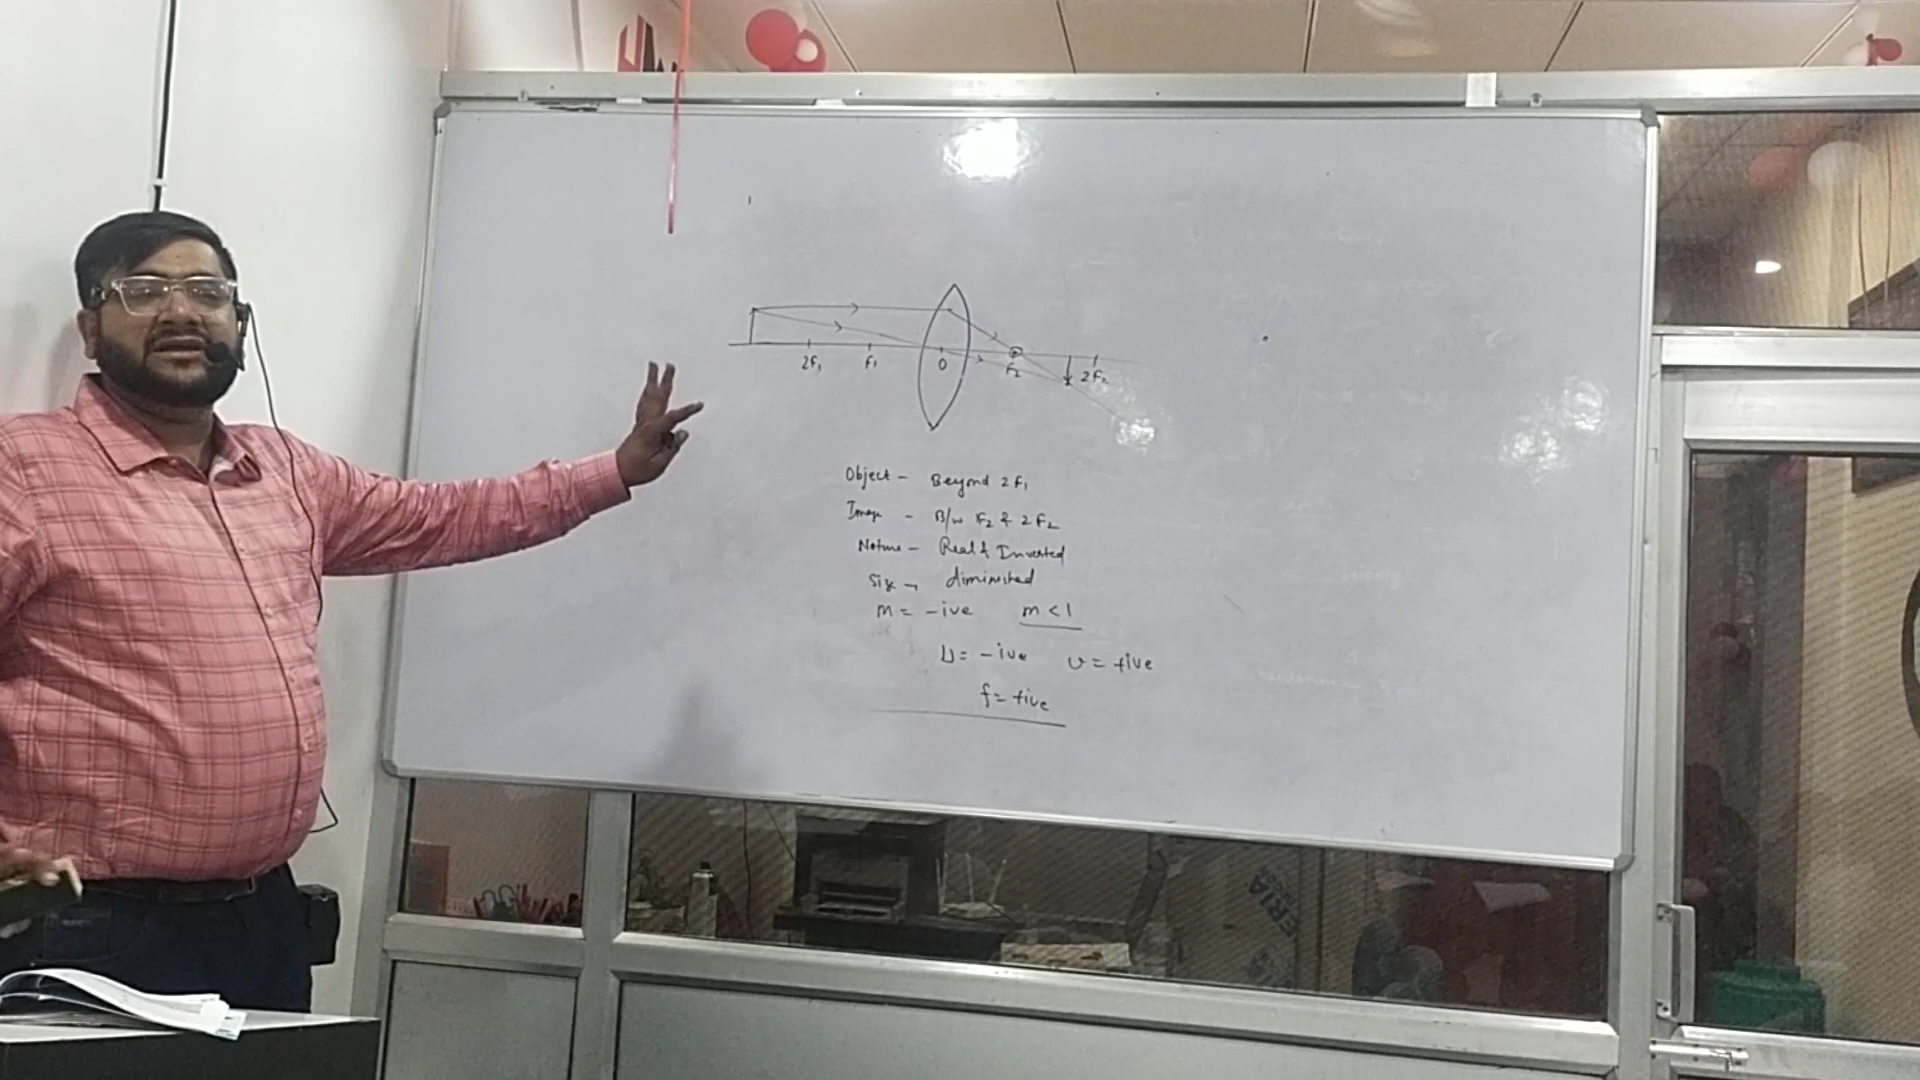 2F₁ F₁ O F₂ 2F₂
Object - Beyond 2F₁
Image - B/w F₂ & 2F₂
Nature - Real & Inverted
Size - diminished
m = -ive m < 1
U = -ive v = +ive
f = +ive
ERIA